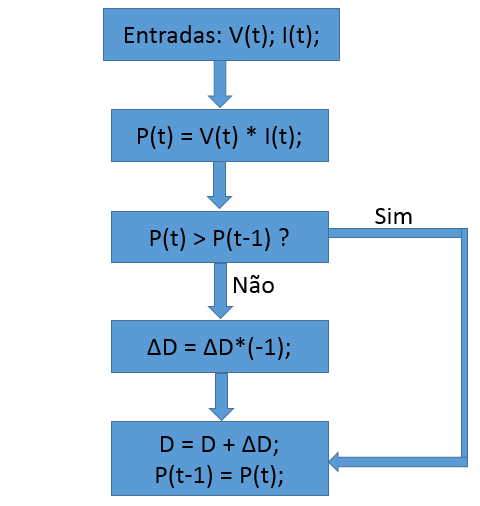 Entradas: V(t); I(t);
P(t) = V(t) * I(t);
P(t) > P(t-1) ?
Sim
Não
ΔD = ΔD*(-1);
D = D + ΔD;
P(t-1) = P(t);